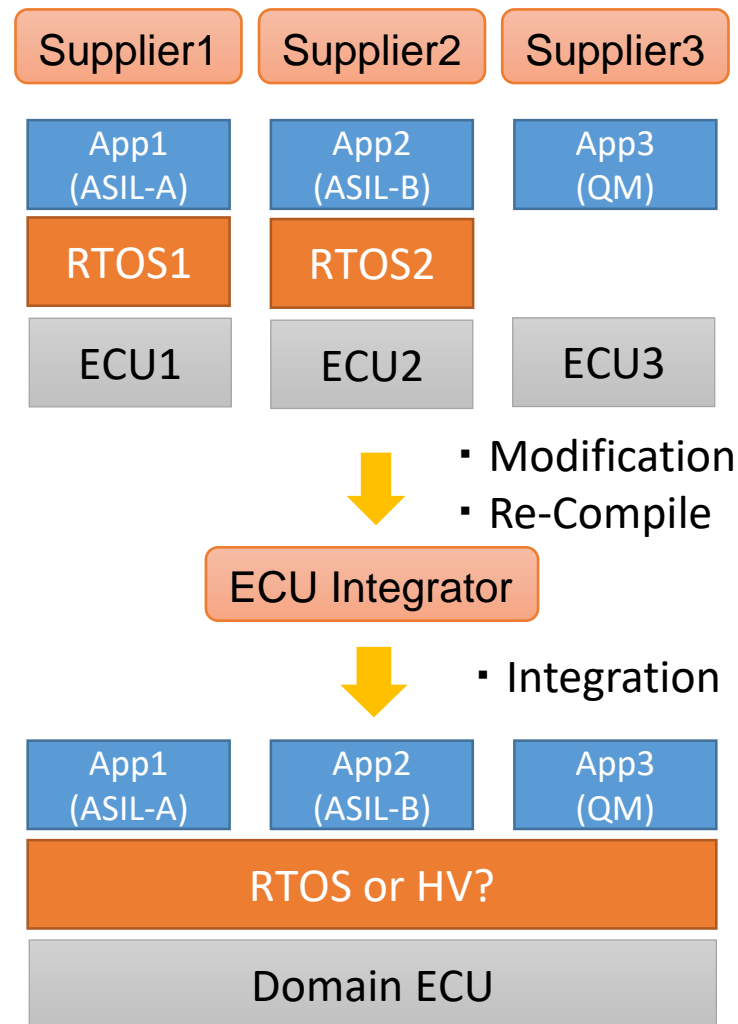 Supplier1
Supplier2
Supplier3
App1
(ASIL-A)
App2
(ASIL-B)
App3
(QM)
RTOS1
RTOS2
ECU1
ECU2
ECU3
▪ Modification
▪ Re-Compile
ECU Integrator
▪ Integration
App1
(ASIL-A)
App2
(ASIL-B)
App3
(QM)
RTOS or HV?
Domain ECU